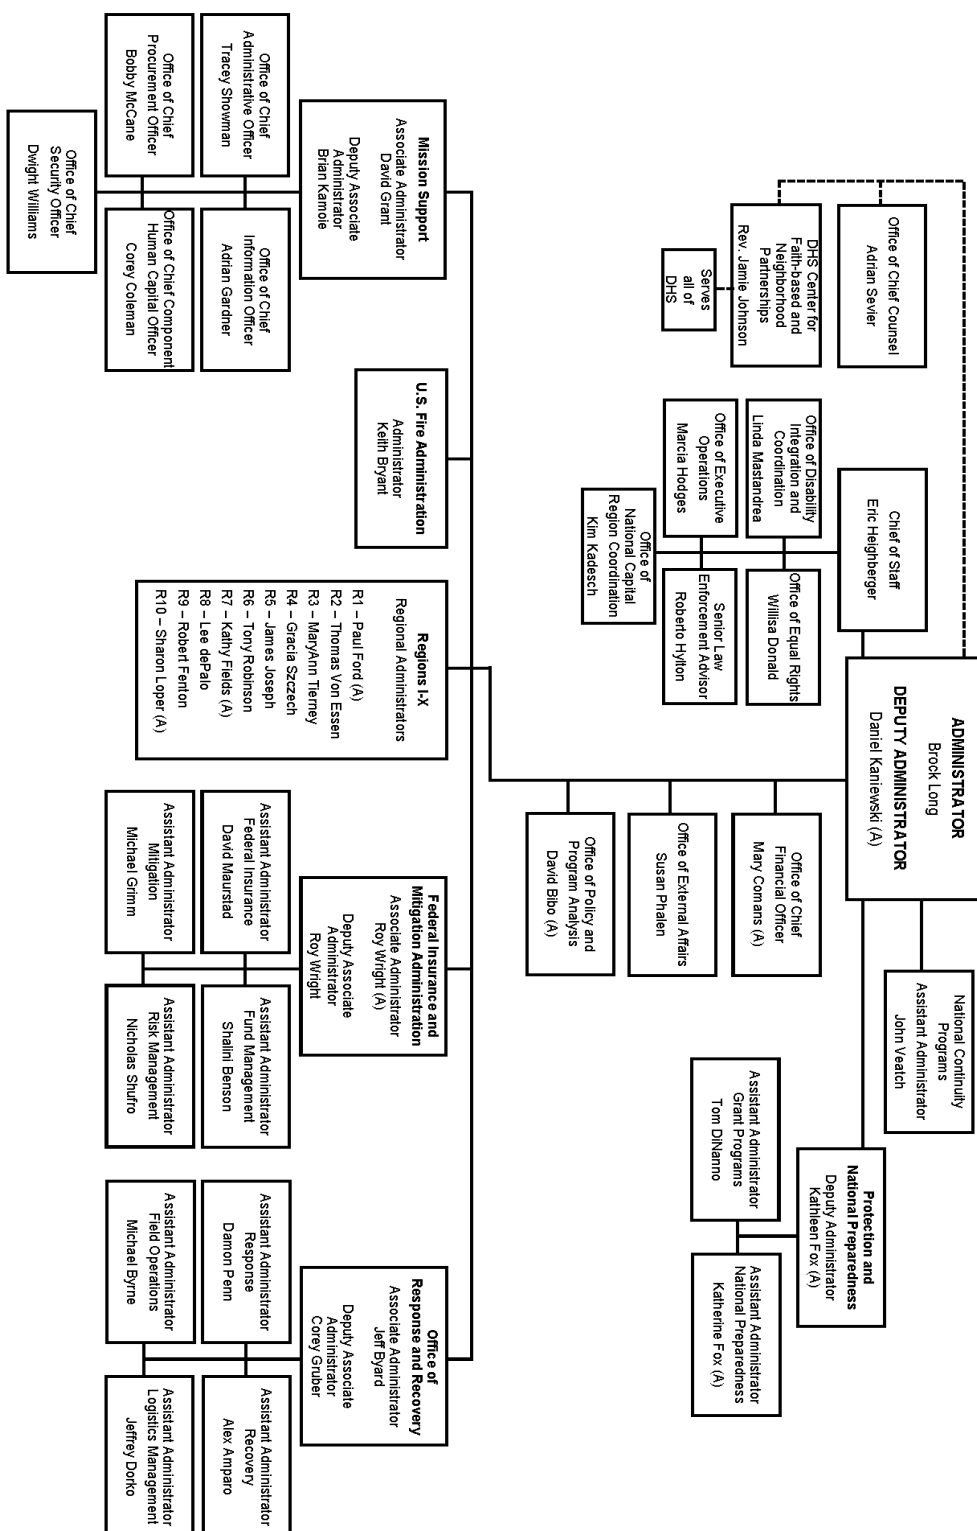 ADMINISTRATOR
Brock Long
DEPUTY ADMINISTRATOR
Daniel Kaniewski (A)
Office of Chief Counsel
Adrian Sevier
DHS Center for
Faith-based and
Neighborhood
Partnerships
Rev. Jamie Johnson
Serves
all of
DHS
Chief of Staff
Eric Heighberger
Office of Disability
Integration and
Coordination
Linda Mastandrea
Office of Equal Rights
Willisa Donald
Office of Executive
Operations
Marcia Hodges
Senior Law
Enforcement Advisor
Roberto Hylton
Office of
National Capital
Region Coordination
Kim Kadesch
National Continuity
Programs
Assistant Administrator
John Veatch
Protection and
National Preparedness
Deputy Administrator
Kathleen Fox (A)
Assistant Administrator
Grant Programs
Tom DiNanno
Assistant Administrator
National Preparedness
Katherine Fox (A)
Office of Chief
Financial Officer
Mary Comans (A)
Office of External Affairs
Susan Phalen
Office of Policy and
Program Analysis
David Bibo (A)
Mission Support
Associate Administrator
David Grant
Deputy Associate
Administrator
Brian Kamoie
Office of Chief
Administrative Officer
Tracey Showman
Office of Chief
Information Officer
Adrian Gardner
Office of Chief
Procurement Officer
Bobby McCane
Office of Chief Component
Human Capital Officer
Corey Coleman
Office of Chief
Security Officer
Dwight Williams
U.S. Fire Administration
Administrator
Keith Bryant
Regions I-X
Regional Administrators
R1 – Paul Ford (A)
R2 – Thomas Von Essen
R3 – MaryAnn Tierney
R4 – Gracia Szczech
R5 – James Joseph
R6 – Tony Robinson
R7 – Kathy Fields (A)
R8 – Lee dePalo
R9 – Robert Fenton
R10 – Sharon Loper (A)
Federal Insurance and
Mitigation Administration
Associate Administrator
Roy Wright (A)
Deputy Associate
Administrator
Roy Wright
Assistant Administrator
Federal Insurance
David Maurstad
Assistant Administrator
Fund Management
Shalini Benson
Assistant Administrator
Mitigation
Michael Grimm
Assistant Administrator
Risk Management
Nicholas Shufro
Office of
Response and Recovery
Associate Administrator
Jeff Byard
Deputy Associate
Administrator
Corey Gruber
Assistant Administrator
Response
Damon Penn
Assistant Administrator
Recovery
Alex Amparo
Assistant Administrator
Field Operations
Michael Byrne
Assistant Administrator
Logistics Management
Jeffrey Dorko